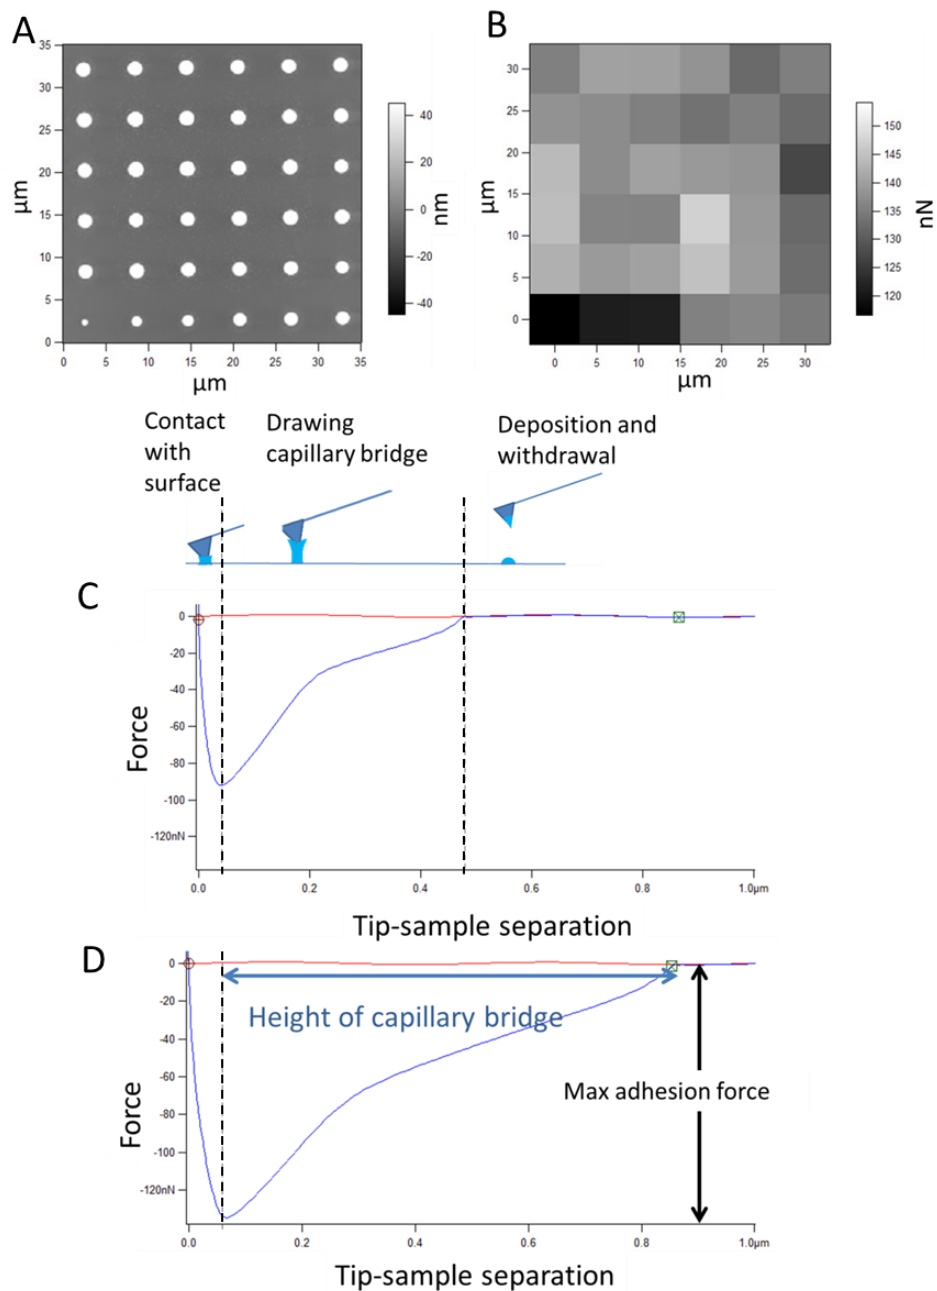 A
35
30
25
20
15
10
5
0
μm
0
5
10
15
20
25
30
35
μm
40
20
0
-20
-40
nm
B
30
25
20
15
10
5
0
μm
0
5
10
15
20
25
30
μm
150
145
140
135
130
125
120
nN
Contact
with
surface
Drawing
capillary bridge
Deposition and
withdrawal
C
0
-20
-40
-60
-80
-100
-120nN
Force
0.0
0.2
0.4
0.6
0.8
1.0μm
Tip-sample separation
D
0
-20
-40
-60
-80
-100
-120nN
Force
Height of capillary bridge
Max adhesion force
0.0
0.2
0.4
0.6
0.8
1.0μm
Tip-sample separation